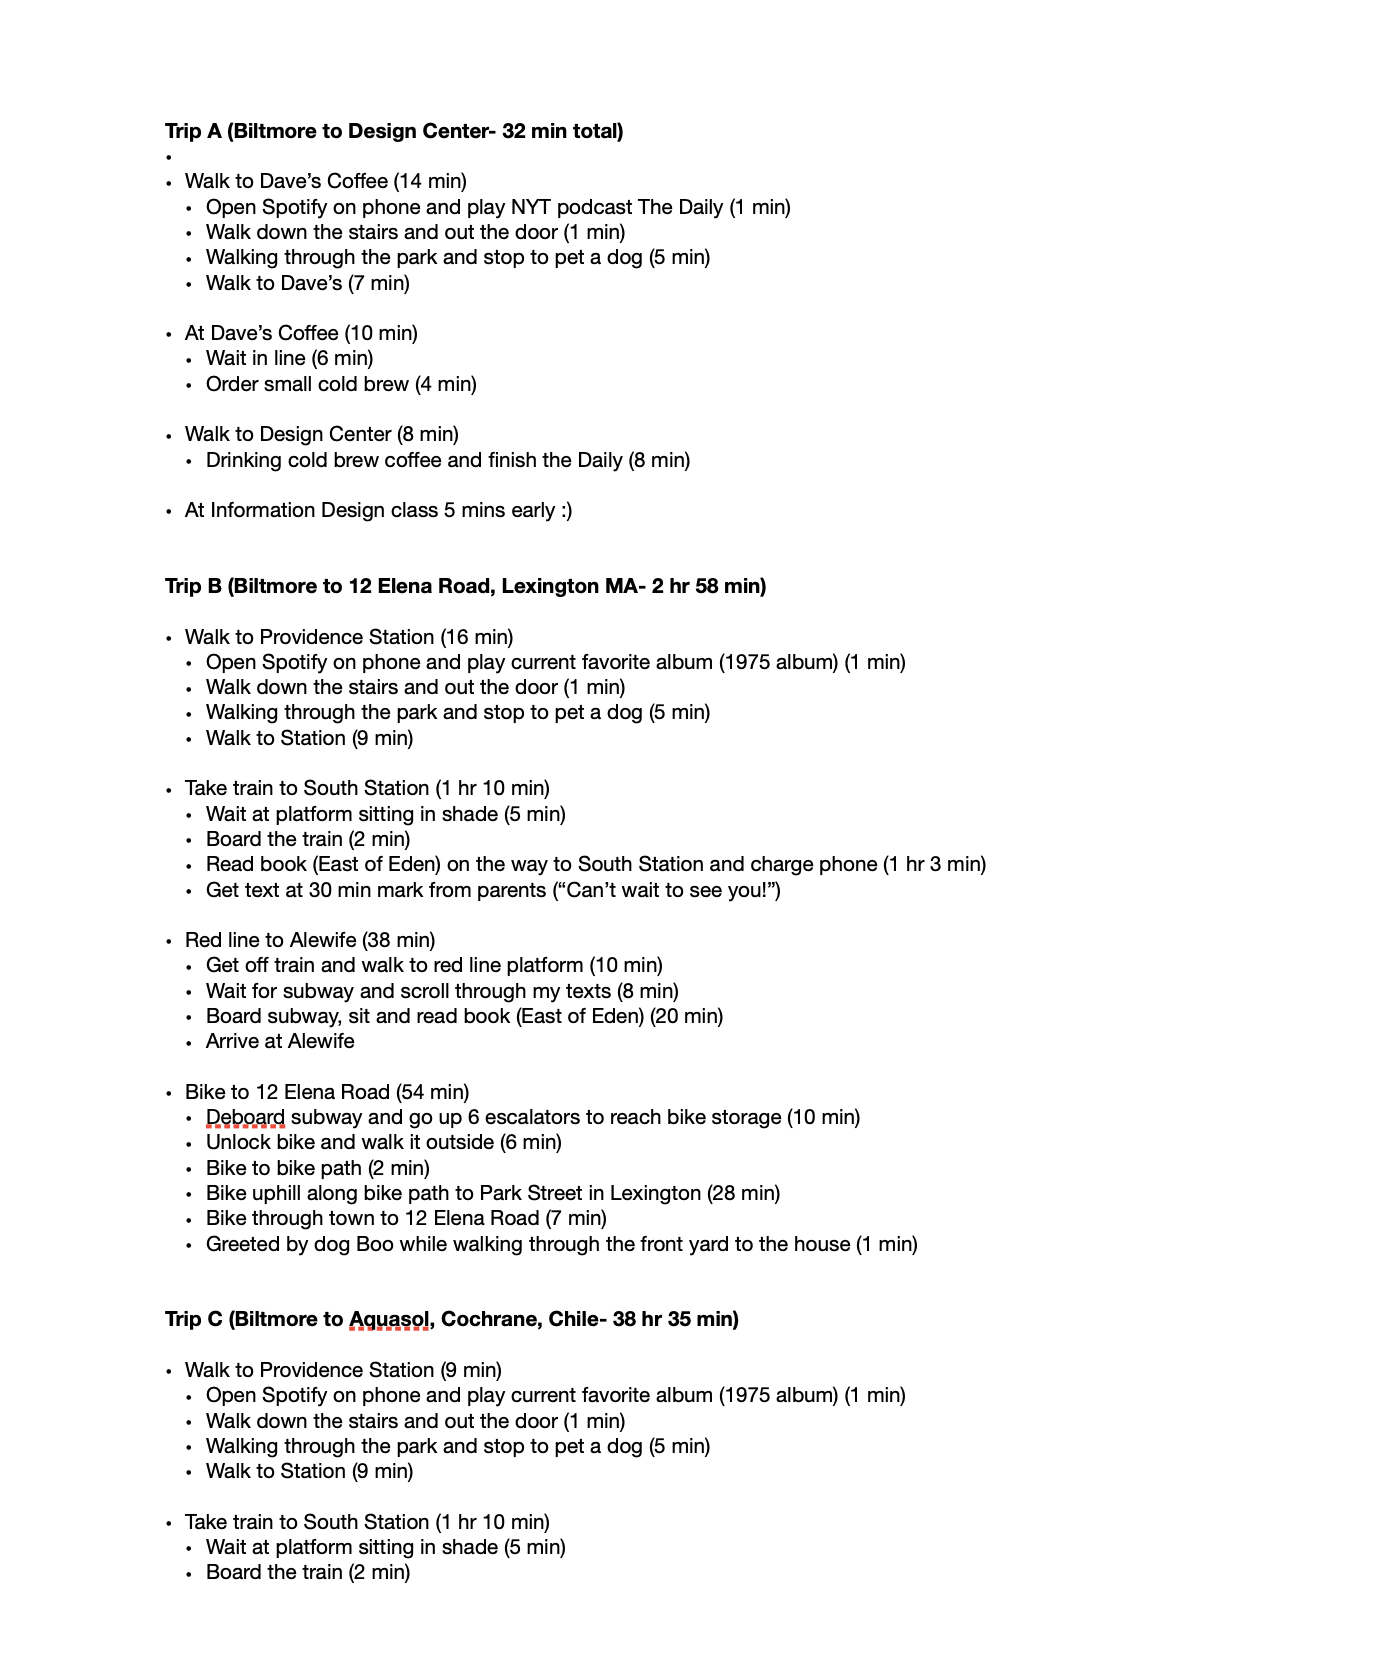 Trip A (Biltmore to Design Center- 32 min total)
•
• Walk to Dave’s Coffee (14 min)
• Open Spotify on phone and play NYT podcast The Daily (1 min)
• Walk down the stairs and out the door (1 min)
• Walking through the park and stop to pet a dog (5 min)
• Walk to Dave’s (7 min)
• At Dave’s Coffee (10 min)
• Wait in line (6 min)
• Order small cold brew (4 min)
• Walk to Design Center (8 min)
• Drinking cold brew coffee and finish the Daily (8 min)
• At Information Design class 5 mins early :)
Trip B (Biltmore to 12 Elena Road, Lexington MA- 2 hr 58 min)
• Walk to Providence Station (16 min)
• Open Spotify on phone and play current favorite album (1975 album) (1 min)
• Walk down the stairs and out the door (1 min)
• Walking through the park and stop to pet a dog (5 min)
• Walk to Station (9 min)
• Take train to South Station (1 hr 10 min)
• Wait at platform sitting in shade (5 min)
• Board the train (2 min)
• Read book (East of Eden) on the way to South Station and charge phone (1 hr 3 min)
• Get text at 30 min mark from parents (“Can’t wait to see you!”)
• Red line to Alewife (38 min)
• Get off train and walk to red line platform (10 min)
• Wait for subway and scroll through my texts (8 min)
• Board subway, sit and read book (East of Eden) (20 min)
• Arrive at Alewife
• Bike to 12 Elena Road (54 min)
• Deboard subway and go up 6 escalators to reach bike storage (10 min)
• Unlock bike and walk it outside (6 min)
• Bike to bike path (2 min)
• Bike uphill along bike path to Park Street in Lexington (28 min)
• Bike through town to 12 Elena Road (7 min)
• Greeted by dog Boo while walking through the front yard to the house (1 min)
Trip C (Biltmore to Aquasol, Cochrane, Chile- 38 hr 35 min)
• Walk to Providence Station (9 min)
• Open Spotify on phone and play current favorite album (1975 album) (1 min)
• Walk down the stairs and out the door (1 min)
• Walking through the park and stop to pet a dog (5 min)
• Walk to Station (9 min)
• Take train to South Station (1 hr 10 min)
• Wait at platform sitting in shade (5 min)
• Board the train (2 min)